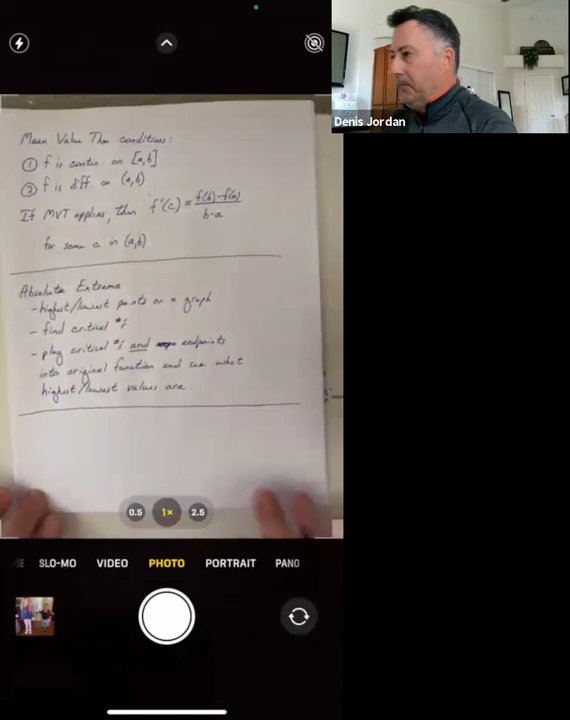 Denis Jordan
Mean Value Thm conditions:
① f is contin. on [a,b]
② f is diff. on (a,b)
If MVT applies, then f'(c) = f(b)-f(a)
b-a
for some c in (a,b)
Absolute Extrema
- highest/lowest points on a graph
- find critical #'s
- plug critical #'s and endpoints
into original function and see what
highest/lowest values are
0.5 1× 2.5
SLO-MO VIDEO PHOTO PORTRAIT PANO